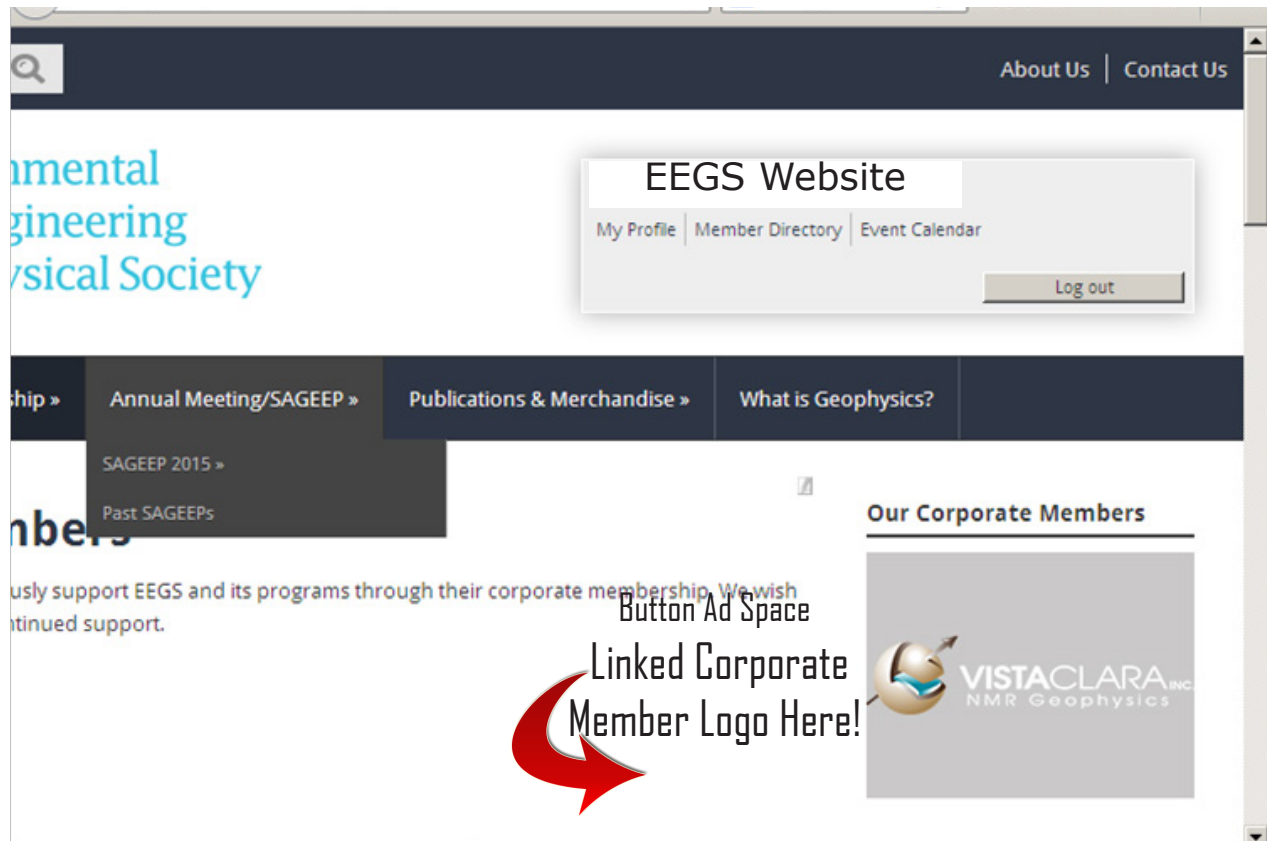 About Us | Contact Us
nmental
gineering
ysical Society
EEGS Website
My Profile | Member Directory | Event Calendar
Log out
ship »
Annual Meeting/SAGEEP »
Publications & Merchandise »
What is Geophysics?
SAGEEP 2015 »
Past SAGEEPs
mbers
Our Corporate Members
usly support EEGS and its programs through their corporate membership. We wish
ntinued support.
Button Ad Space
Linked Corporate
Member Logo Here!
VISTACLARA INC.
NMR Geophysics